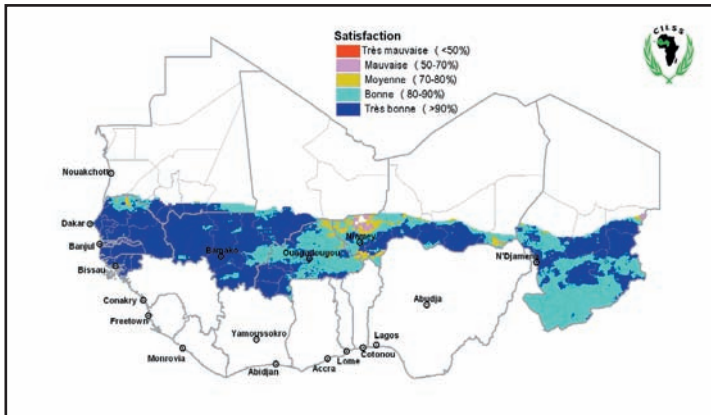 Satisfaction
Très mauvaise (<50%)
Mauvaise (50-70%)
Moyenne (70-80%)
Bonne (80-90%)
Très bonne (>90%)
CILSS
Nouakchott
Dakar
Banjul
Bissau
Bamako
Ouagadougou
Niamey
N'Djamena
Conakry
Freetown
Monrovia
Yamoussokro
Abidjan
Accra
Lome
Cotonou
Lagos
Abudja